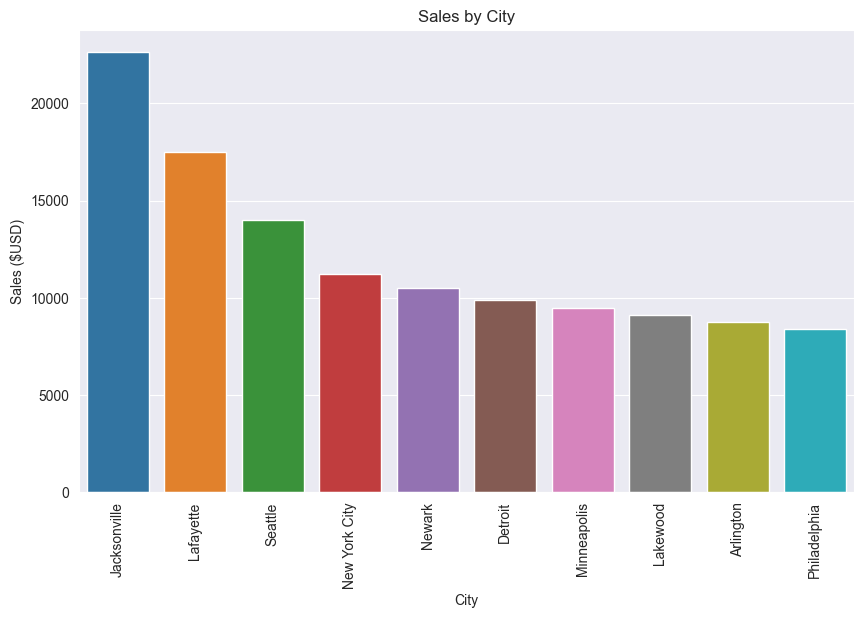 Sales by City
Sales ($USD)
20000
15000
10000
5000
0
Jacksonville
Lafayette
Seattle
New York City
Newark
Detroit
Minneapolis
Lakewood
Arlington
Philadelphia
City